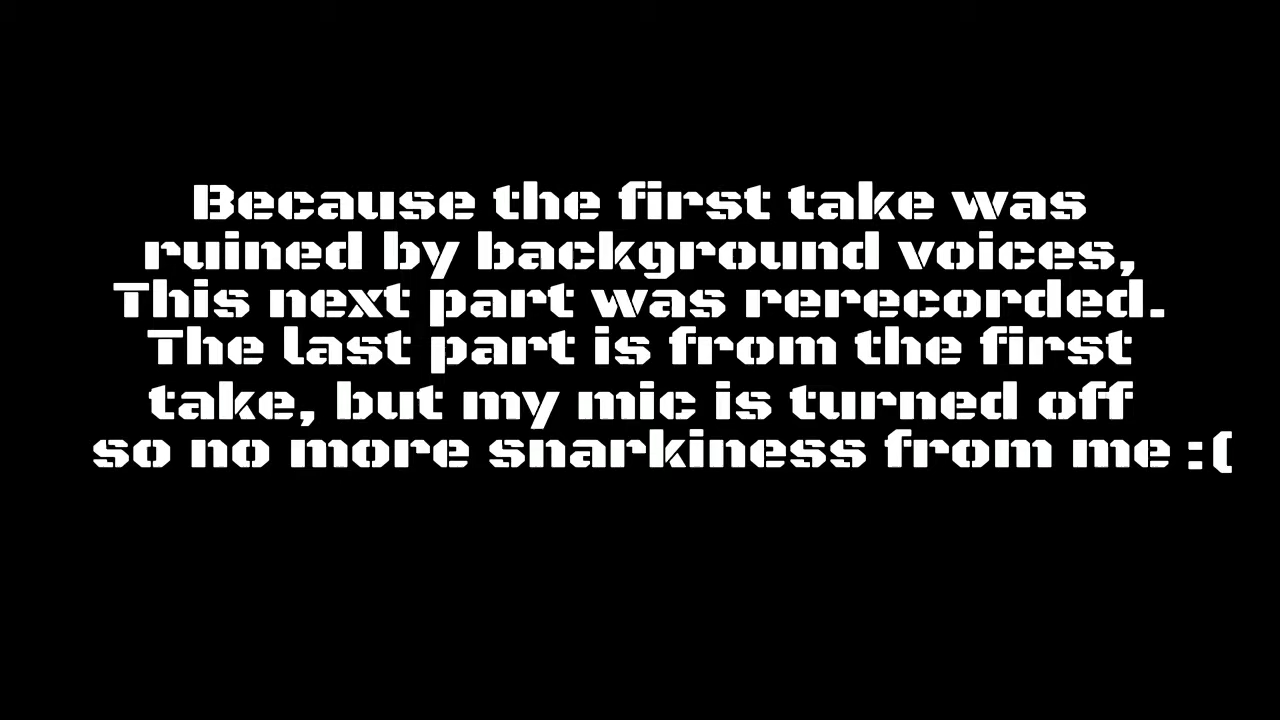 Because the first take was
ruined by background voices,
This next part was rerecorded.
The last part is from the first
take, but my mic is turned off
so no more snarkiness from me :(